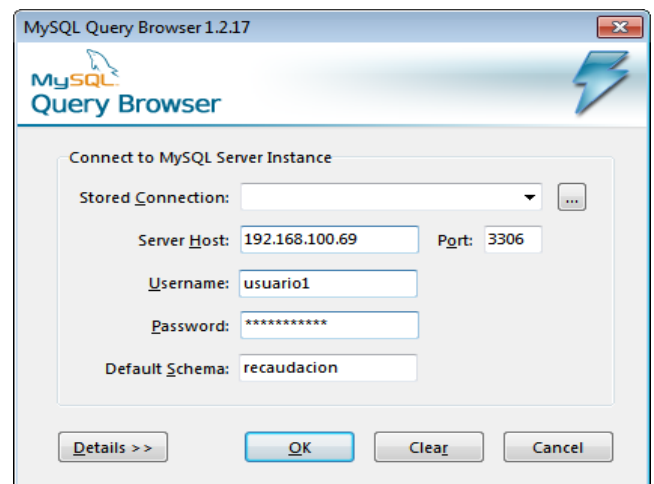 MySQL Query Browser 1.2.17
MySQL
Query Browser
Connect to MySQL Server Instance
Stored Connection:
...
Server Host: 192.168.100.69 Port: 3306
Username: usuario1
Password: ***********
Default Schema: recaudacion
Details >> OK Clear Cancel